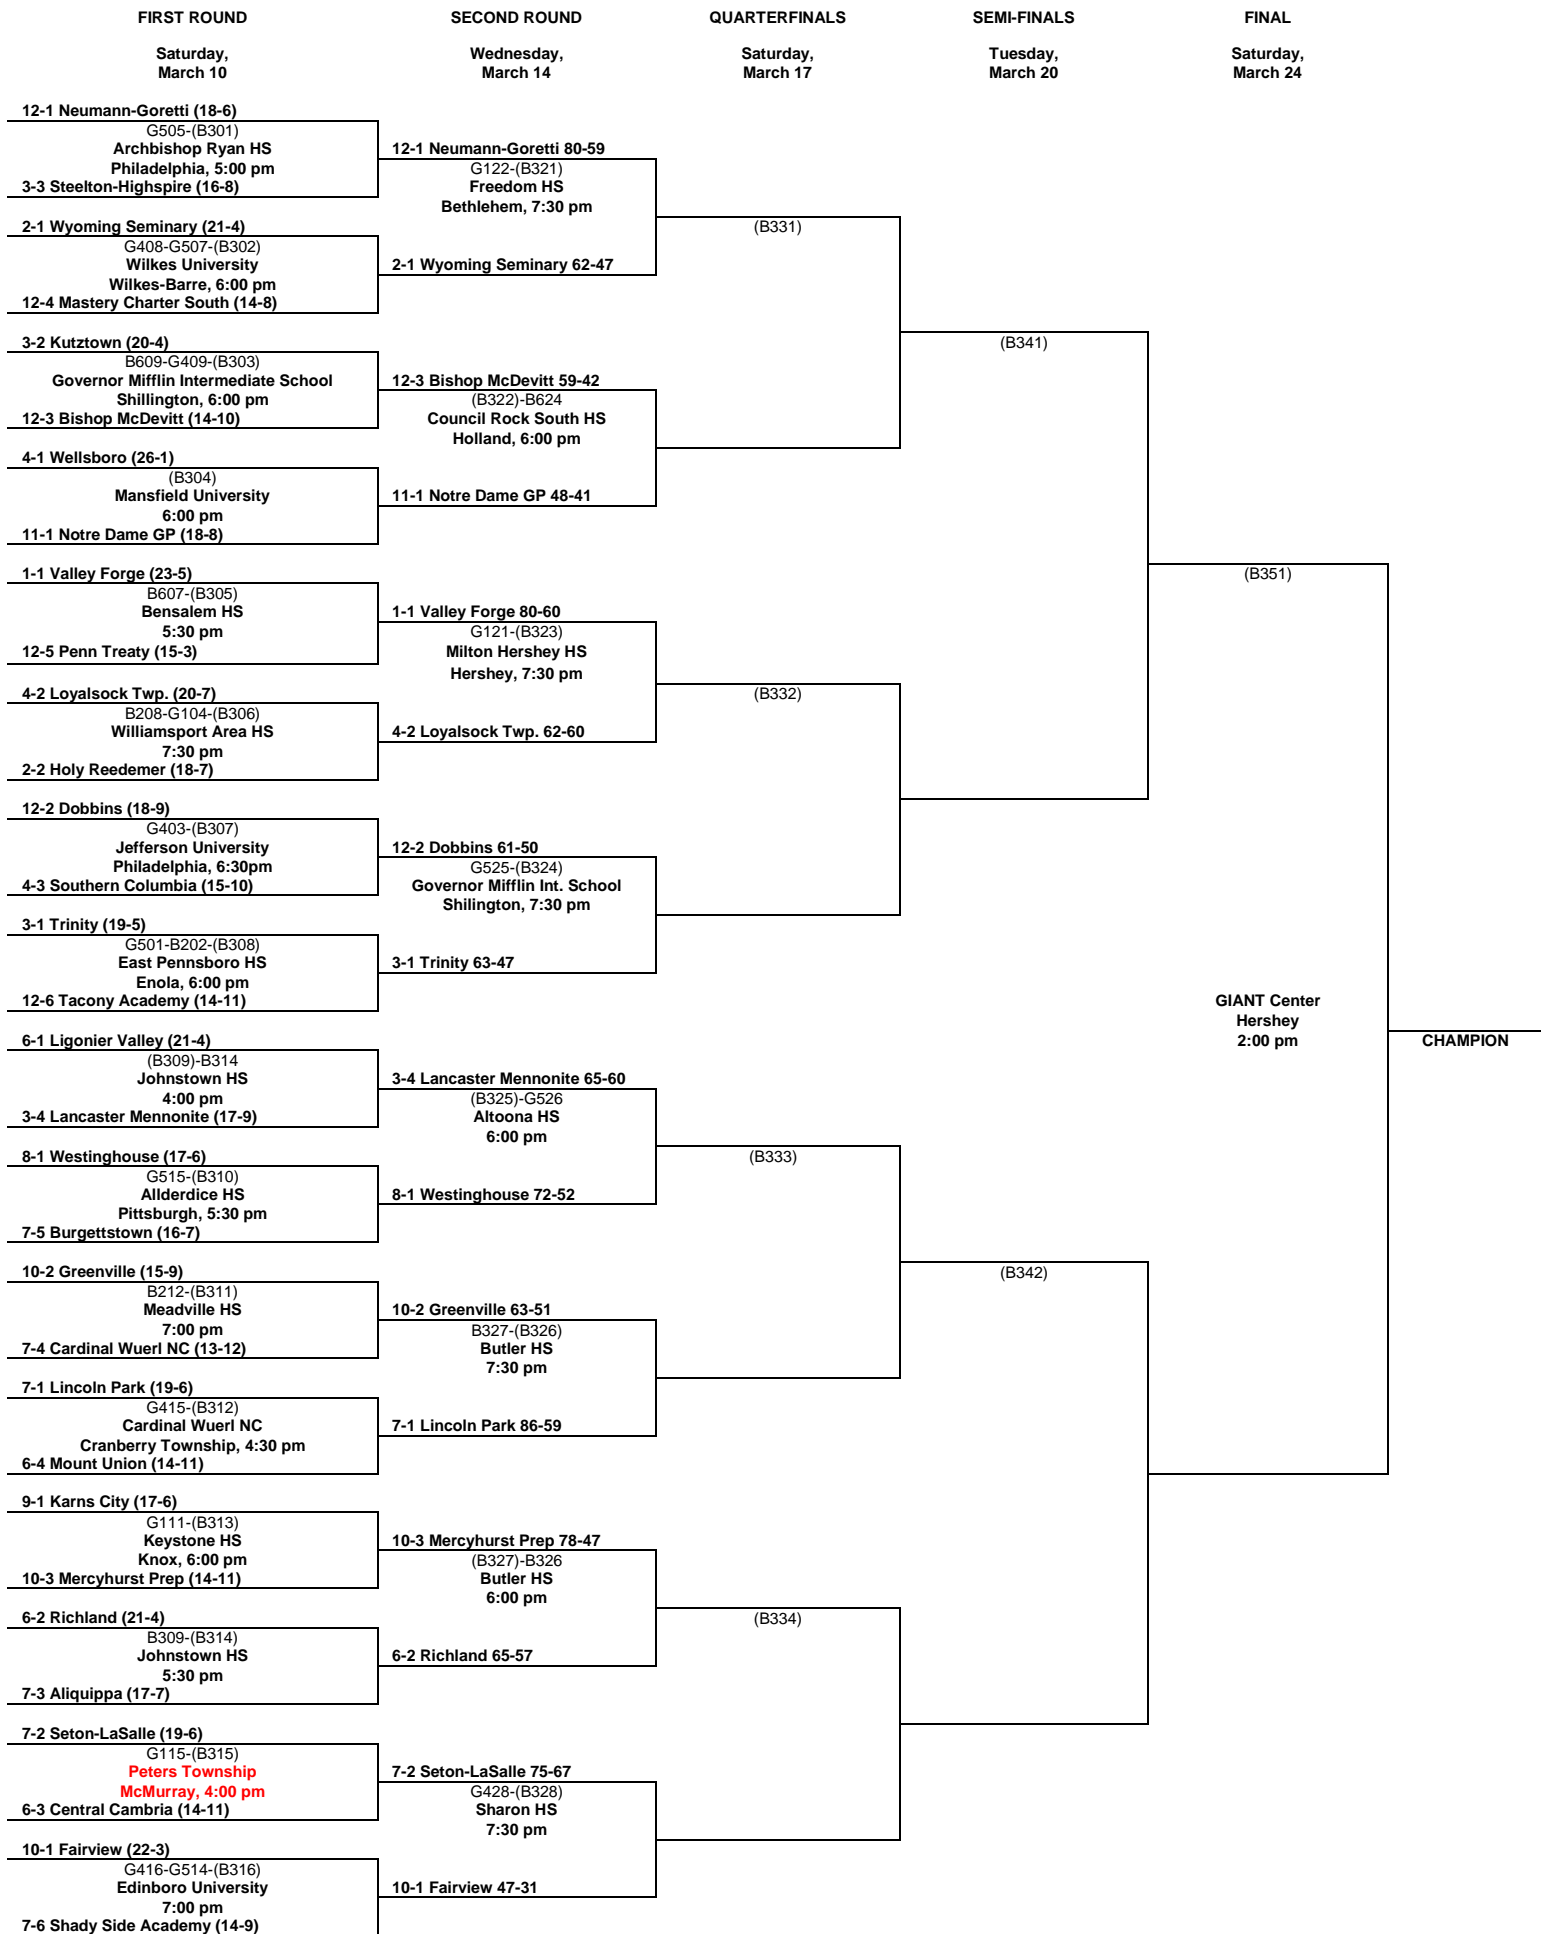 FIRST ROUND
Saturday,
March 10
12-1 Neumann-Goretti (18-6)
G505-(B301)
Archbishop Ryan HS
Philadelphia, 5:00 pm
3-3 Steelton-Highspire (16-8)
2-1 Wyoming Seminary (21-4)
G408-G507-(B302)
Wilkes University
Wilkes-Barre, 6:00 pm
12-4 Mastery Charter South (14-8)
3-2 Kutztown (20-4)
B609-G409-(B303)
Governor Mifflin Intermediate School
Shillington, 6:00 pm
12-3 Bishop McDevitt (14-10)
4-1 Wellsboro (26-1)
(B304)
Mansfield University
6:00 pm
11-1 Notre Dame GP (18-8)
1-1 Valley Forge (23-5)
B607-(B305)
Bensalem HS
5:30 pm
12-5 Penn Treaty (15-3)
4-2 Loyalsock Twp. (20-7)
B208-G104-(B306)
Williamsport Area HS
7:30 pm
2-2 Holy Reedemer (18-7)
12-2 Dobbins (18-9)
G403-(B307)
Jefferson University
Philadelphia, 6:30pm
4-3 Southern Columbia (15-10)
3-1 Trinity (19-5)
G501-B202-(B308)
East Pennsboro HS
Enola, 6:00 pm
12-6 Tacony Academy (14-11)
6-1 Ligonier Valley (21-4)
(B309)-B314
Johnstown HS
4:00 pm
3-4 Lancaster Mennonite (17-9)
8-1 Westinghouse (17-6)
G515-(B310)
Allderdice HS
Pittsburgh, 5:30 pm
7-5 Burgettstown (16-7)
10-2 Greenville (15-9)
B212-(B311)
Meadville HS
7:00 pm
7-4 Cardinal Wuerl NC (13-12)
7-1 Lincoln Park (19-6)
G415-(B312)
Cardinal Wuerl NC
Cranberry Township, 4:30 pm
6-4 Mount Union (14-11)
9-1 Karns City (17-6)
G111-(B313)
Keystone HS
Knox, 6:00 pm
10-3 Mercyhurst Prep (14-11)
6-2 Richland (21-4)
B309-(B314)
Johnstown HS
5:30 pm
7-3 Aliquippa (17-7)
7-2 Seton-LaSalle (19-6)
G115-(B315)
Peters Township
McMurray, 4:00 pm
6-3 Central Cambria (14-11)
10-1 Fairview (22-3)
G416-G514-(B316)
Edinboro University
7:00 pm
7-6 Shady Side Academy (14-9)
SECOND ROUND
Wednesday,
March 14
12-1 Neumann-Goretti 80-59
G122-(B321)
Freedom HS
Bethlehem, 7:30 pm
2-1 Wyoming Seminary 62-47
12-3 Bishop McDevitt 59-42
(B322)-B624
Council Rock South HS
Holland, 6:00 pm
11-1 Notre Dame GP 48-41
1-1 Valley Forge 80-60
G121-(B323)
Milton Hershey HS
Hershey, 7:30 pm
4-2 Loyalsock Twp. 62-60
12-2 Dobbins 61-50
G525-(B324)
Governor Mifflin Int. School
Shilington, 7:30 pm
3-1 Trinity 63-47
3-4 Lancaster Mennonite 65-60
(B325)-G526
Altoona HS
6:00 pm
8-1 Westinghouse 72-52
10-2 Greenville 63-51
B327-(B326)
Butler HS
7:30 pm
7-1 Lincoln Park 86-59
10-3 Mercyhurst Prep 78-47
(B327)-B326
Butler HS
6:00 pm
6-2 Richland 65-57
7-2 Seton-LaSalle 75-67
G428-(B328)
Sharon HS
7:30 pm
10-1 Fairview 47-31
QUARTERFINALS
Saturday,
March 17
(B331)
(B332)
(B333)
(B334)
SEMI-FINALS
Tuesday,
March 20
(B341)
(B342)
FINAL
Saturday,
March 24
(B351)
GIANT Center
Hershey
2:00 pm
CHAMPION